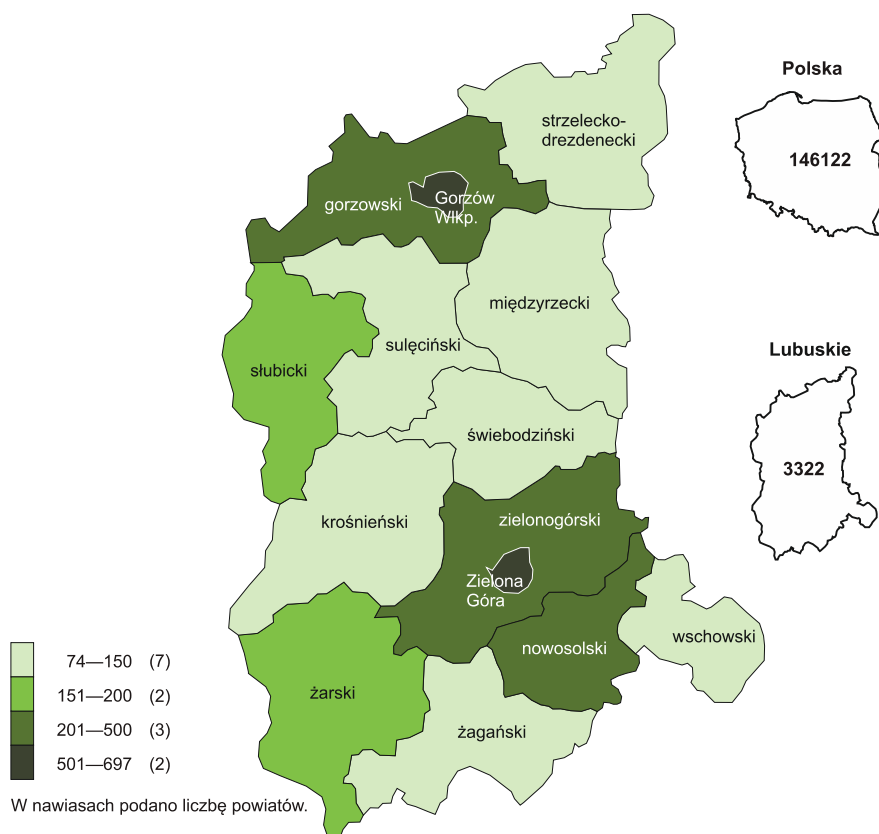 Polska
146122
strzelecko-
drezdenecki
gorzowski
Gorzów
Wlkp.
międzyrzecki
sulęciński
słubicki
Lubuskie
3322
świebodziński
krośnieński
zielonogórski
Zielona
Góra
nowosolski
wschowski
żarski
żagański
74—150 (7)
151—200 (2)
201—500 (3)
501—697 (2)
W nawiasach podano liczbę powiatów.